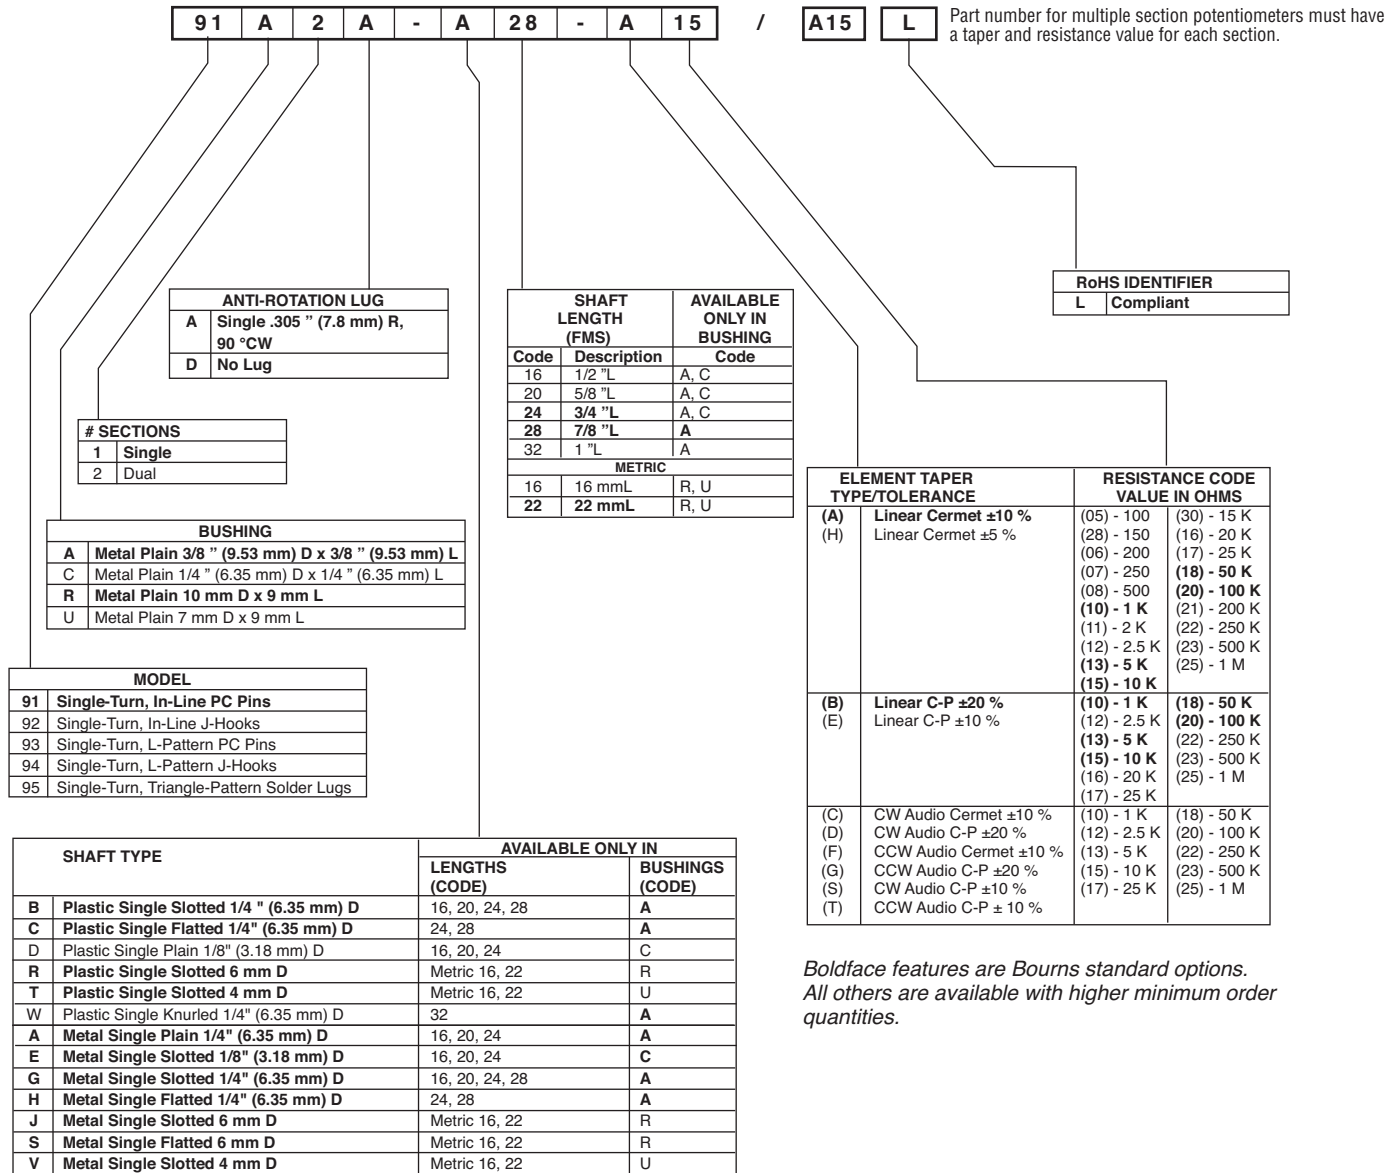 91 A 2 A - A 28 - A 15 / A15 L
Part number for multiple section potentiometers must have
a taper and resistance value for each section.
RoHS IDENTIFIER
L Compliant
ANTI-ROTATION LUG
A Single .305 ” (7.8 mm) R,
90 °CW
D No Lug
SHAFT LENGTH (FMS) AVAILABLE ONLY IN BUSHING
Code Description Code
16 1/2 ”L A, C
20 5/8 ”L A, C
24 3/4 ”L A, C
28 7/8 ”L A
32 1 ”L A
METRIC
16 16 mmL R, U
22 22 mmL R, U
# SECTIONS
1 Single
2 Dual
BUSHING
A Metal Plain 3/8 ” (9.53 mm) D x 3/8 ” (9.53 mm) L
C Metal Plain 1/4 ” (6.35 mm) D x 1/4 ” (6.35 mm) L
R Metal Plain 10 mm D x 9 mm L
U Metal Plain 7 mm D x 9 mm L
MODEL
91 Single-Turn, In-Line PC Pins
92 Single-Turn, In-Line J-Hooks
93 Single-Turn, L-Pattern PC Pins
94 Single-Turn, L-Pattern J-Hooks
95 Single-Turn, Triangle-Pattern Solder Lugs
ELEMENT TAPER RESISTANCE CODE
TYPE/TOLERANCE VALUE IN OHMS
(A) Linear Cermet ±10 % (05) - 100 (30) - 15 K
(H) Linear Cermet ±5 % (28) - 150 (16) - 20 K
(06) - 200 (17) - 25 K
(07) - 250 (18) - 50 K
(08) - 500 (20) - 100 K
(10) - 1 K (21) - 200 K
(11) - 2 K (22) - 250 K
(12) - 2.5 K (23) - 500 K
(13) - 5 K (25) - 1 M
(15) - 10 K
(B) Linear C-P ±20 % (10) - 1 K (18) - 50 K
(E) Linear C-P ±10 % (12) - 2.5 K (20) - 100 K
(13) - 5 K (22) - 250 K
(15) - 10 K (23) - 500 K
(16) - 20 K (25) - 1 M
(17) - 25 K
(C) CW Audio Cermet ±10 % (10) - 1 K (18) - 50 K
(D) CW Audio C-P ±20 % (12) - 2.5 K (20) - 100 K
(F) CCW Audio Cermet ±10 % (13) - 5 K (22) - 250 K
(G) CCW Audio C-P ±20 % (15) - 10 K (23) - 500 K
(S) CW Audio C-P ±10 % (17) - 25 K (25) - 1 M
(T) CCW Audio C-P ± 10 %
SHAFT TYPE AVAILABLE ONLY IN
LENGTHS (CODE) BUSHINGS (CODE)
B Plastic Single Slotted 1/4 " (6.35 mm) D 16, 20, 24, 28 A
C Plastic Single Flatted 1/4" (6.35 mm) D 24, 28 A
D Plastic Single Plain 1/8" (3.18 mm) D 16, 20, 24 C
R Plastic Single Slotted 6 mm D Metric 16, 22 R
T Plastic Single Slotted 4 mm D Metric 16, 22 U
W Plastic Single Knurled 1/4" (6.35 mm) D 32 A
A Metal Single Plain 1/4" (6.35 mm) D 16, 20, 24 A
E Metal Single Slotted 1/8" (3.18 mm) D 16, 20, 24 C
G Metal Single Slotted 1/4" (6.35 mm) D 16, 20, 24, 28 A
H Metal Single Flatted 1/4" (6.35 mm) D 24, 28 A
J Metal Single Slotted 6 mm D Metric 16, 22 R
S Metal Single Flatted 6 mm D Metric 16, 22 R
V Metal Single Slotted 4 mm D Metric 16, 22 U
Boldface features are Bourns standard options.
All others are available with higher minimum order
quantities.